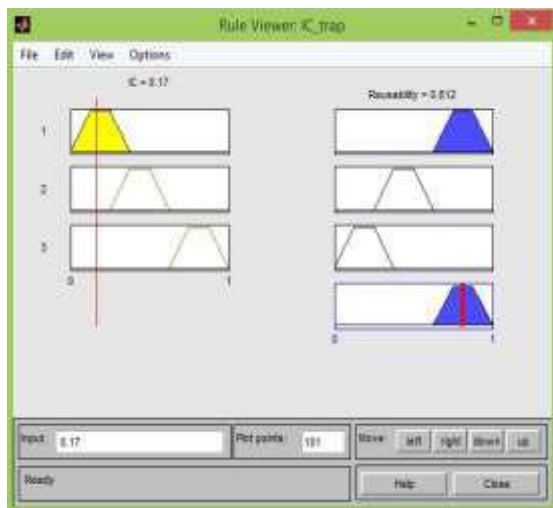 Rule Viewer: IC_trap
File Edit View Options
IC = 0.17
Reusability = 0.812
1
2
3
0 1
0 1
Input: 0.17
Plot points: 101
Move: left right down up
Ready
Help Close